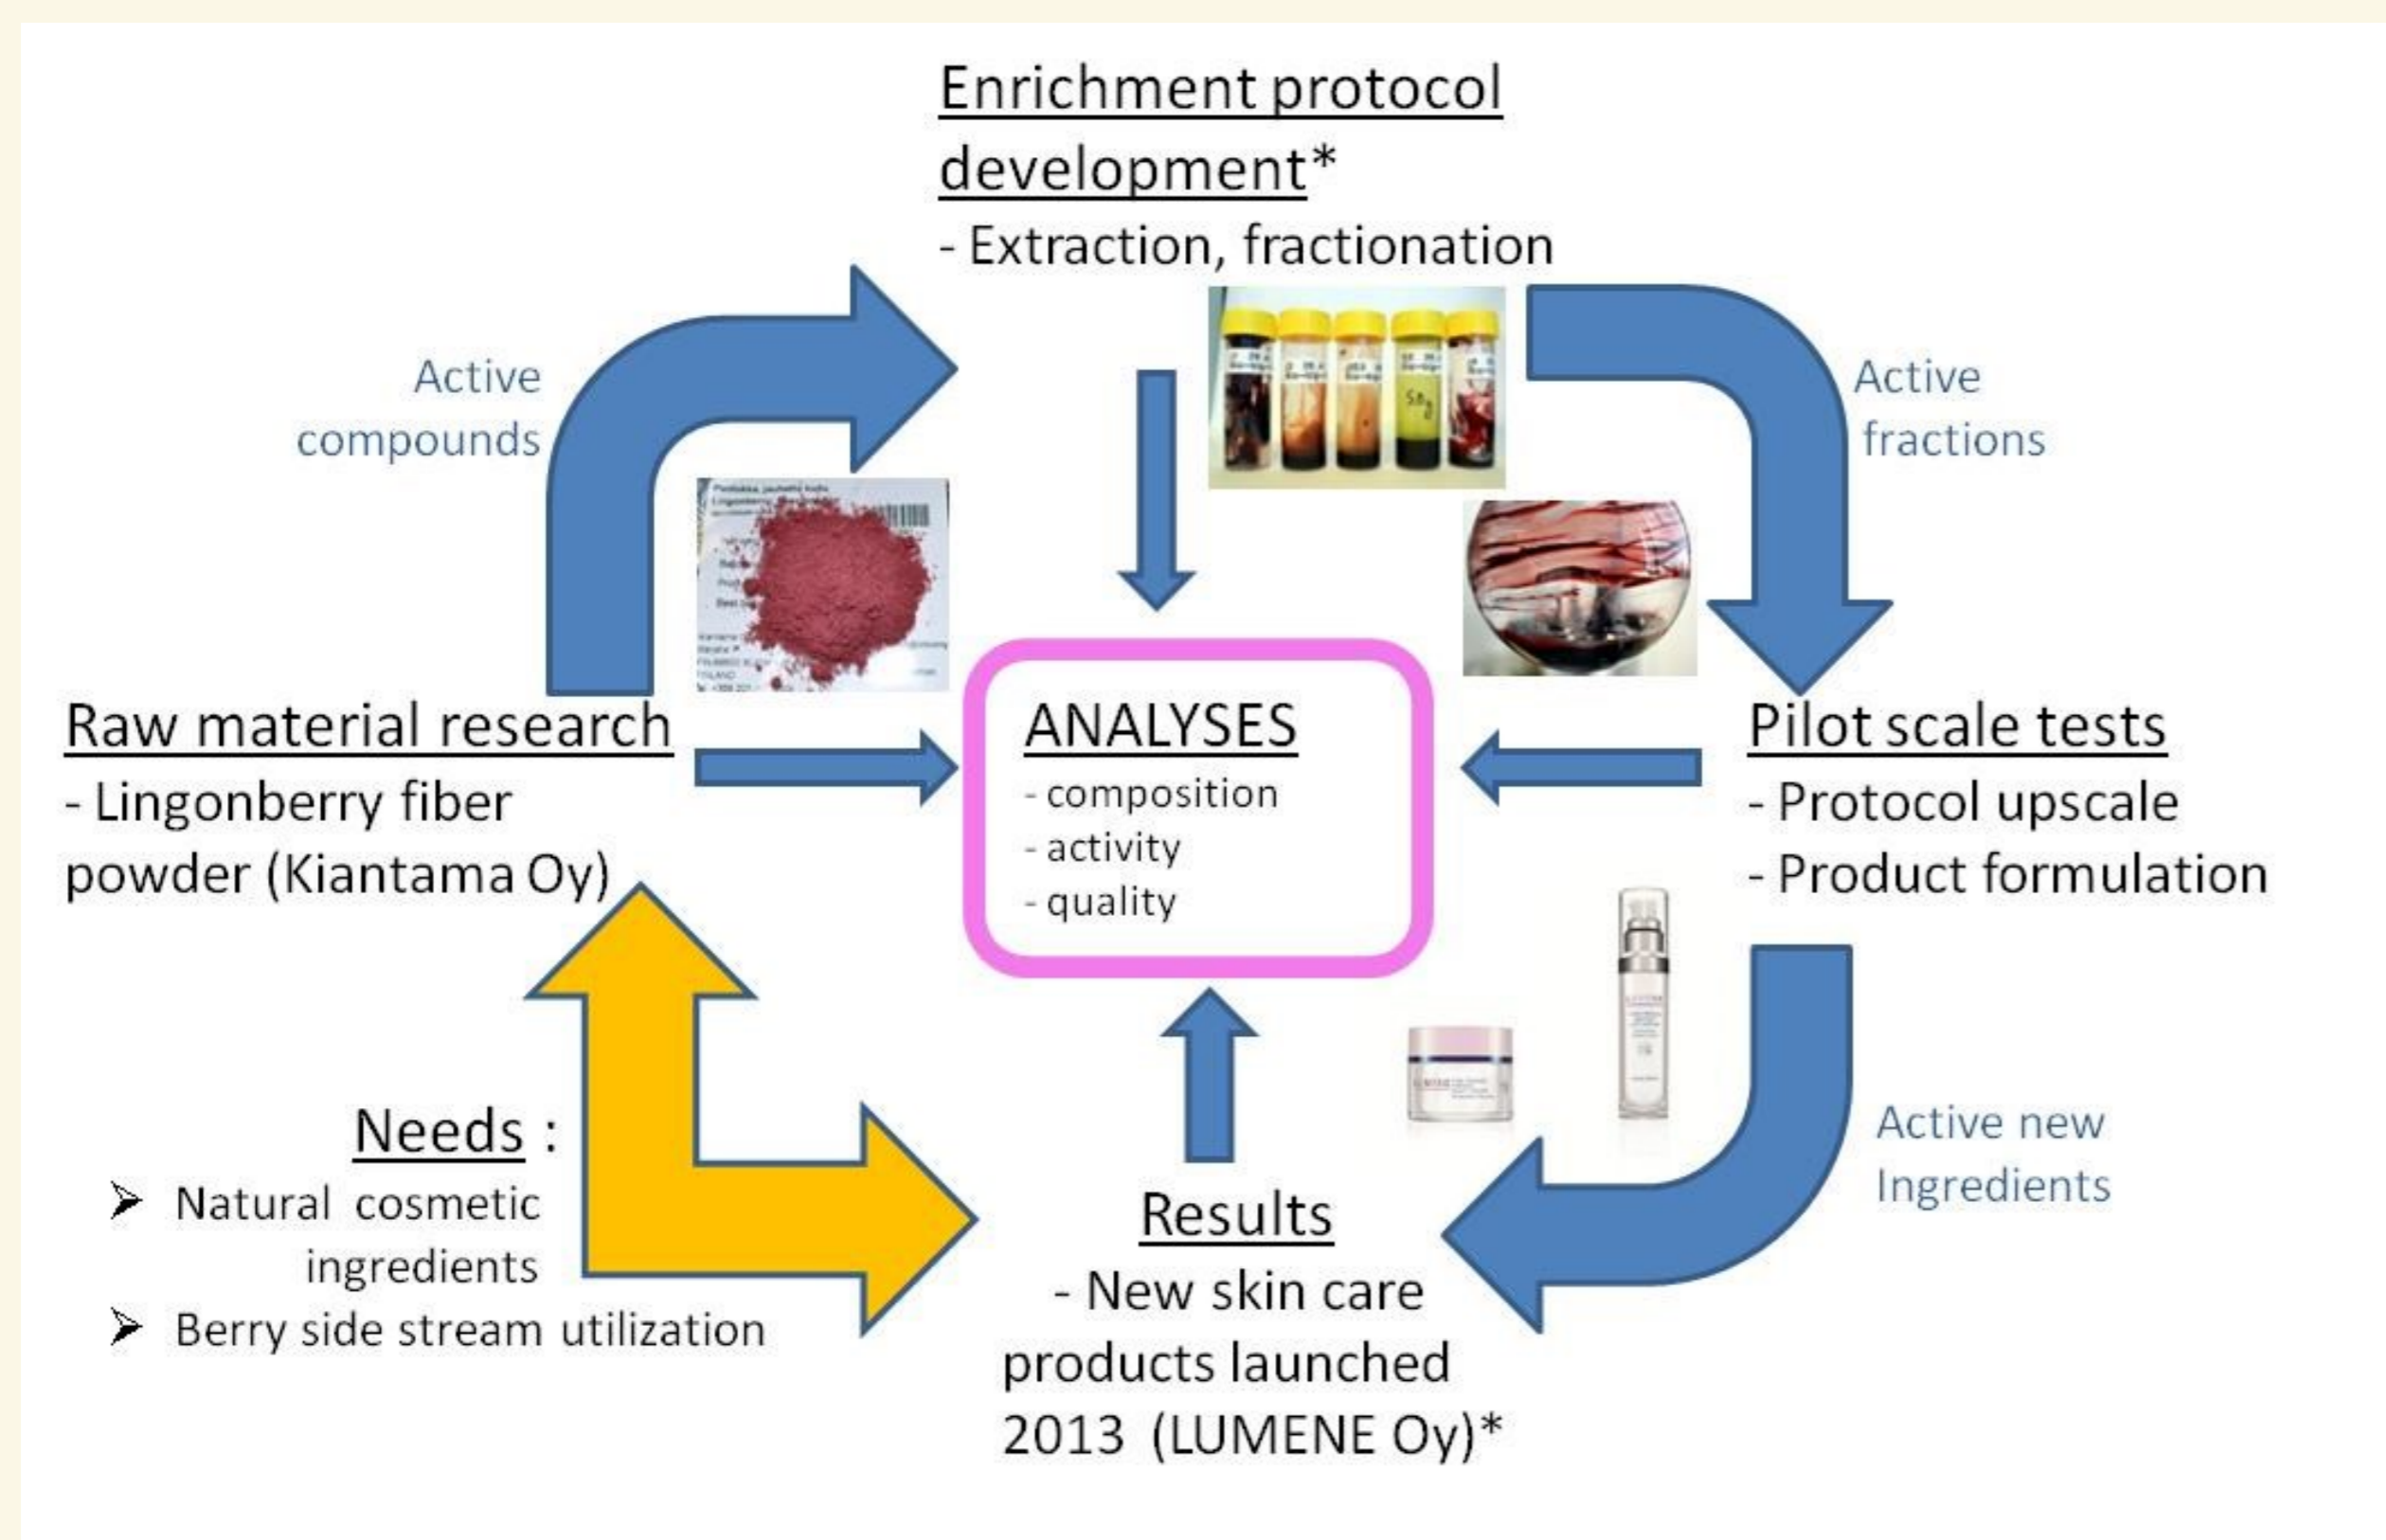 Enrichment protocol
development*
- Extraction, fractionation
Active
compounds
Active
fractions
Raw material research
- Lingonberry fiber
powder (Kiantama Oy)
ANALYSES
- composition
- activity
- quality
Pilot scale tests
- Protocol upscale
- Product formulation
Needs :
➢ Natural cosmetic
ingredients
➢ Berry side stream utilization
Active new
Ingredients
Results
- New skin care
products launched
2013 (LUMENE Oy)*